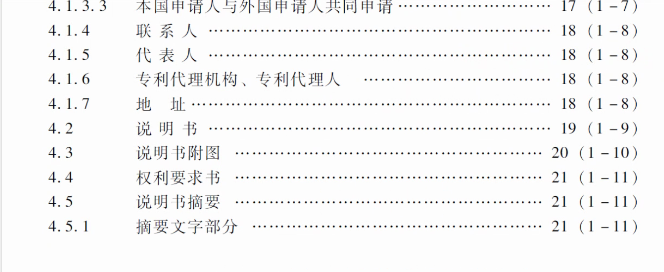 4.1.3.3 本国申请人与外国申请人共同申请 ………………………… 17 (1-7)
4.1.4 联 系 人 ………………………………………………………… 18 (1-8)
4.1.5 代 表 人 ………………………………………………………… 18 (1-8)
4.1.6 专利代理机构、专利代理人 ……………………………… 18 (1-8)
4.1.7 地 址 …………………………………………………………… 18 (1-8)
4.2 说 明 书 ………………………………………………………… 19 (1-9)
4.3 说明书附图 …………………………………………………… 20 (1-10)
4.4 权利要求书 …………………………………………………… 21 (1-11)
4.5 说明书摘要 …………………………………………………… 21 (1-11)
4.5.1 摘要文字部分 ………………………………………………… 21 (1-11)